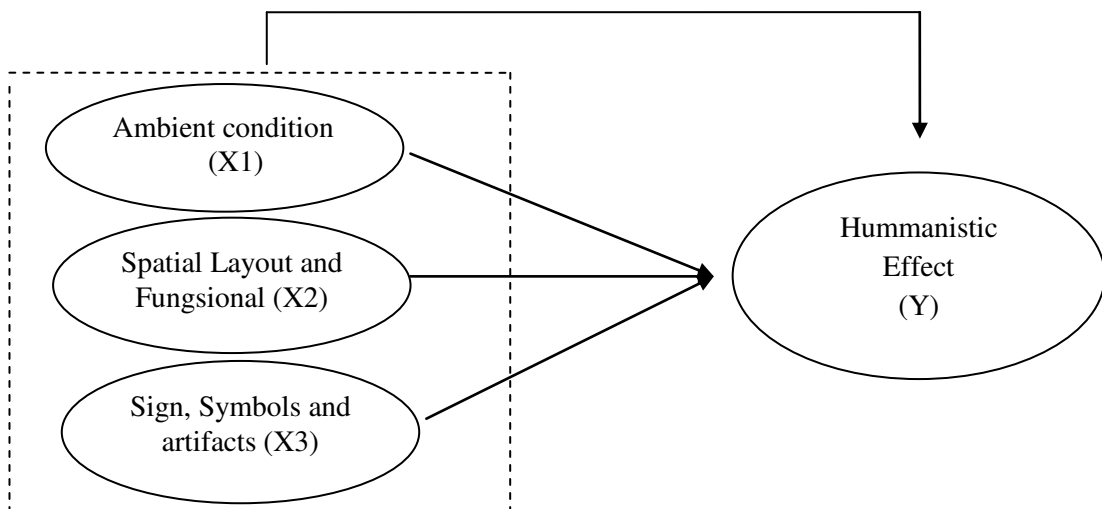 Ambient condition
(X1)
Spatial Layout and
Fungsional (X2)
Sign, Symbols and
artifacts (X3)
Hummanistic
Effect
(Y)